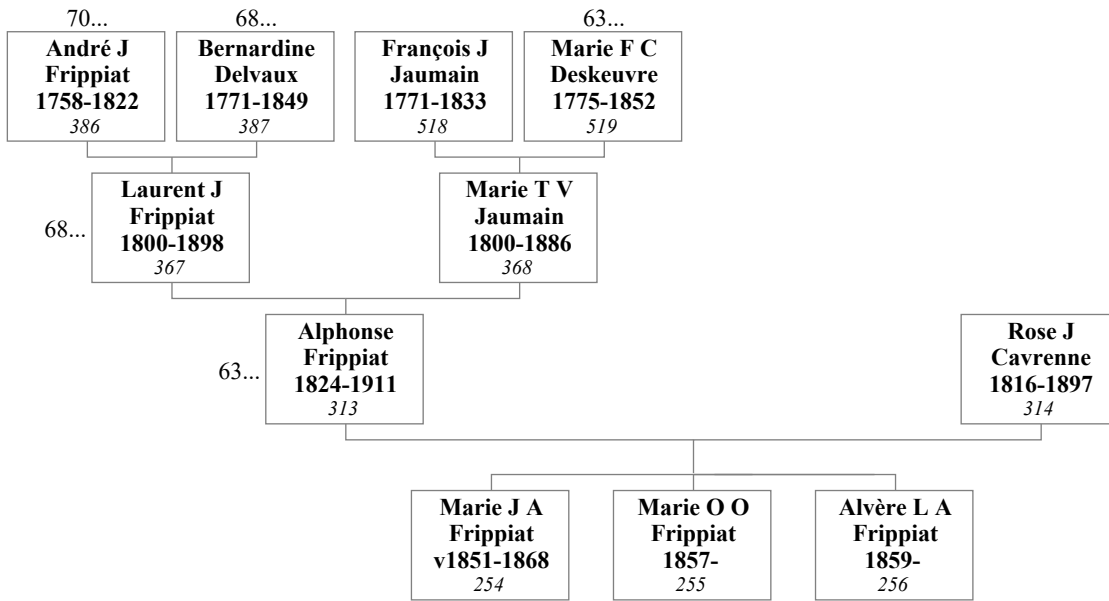 70...
68...
63...
André J
Frippiat
1758-1822
386
Bernardine
Delvaux
1771-1849
387
François J
Jaumain
1771-1833
518
Marie F C
Deskeuvre
1775-1852
519
68...
Laurent J
Frippiat
1800-1898
367
Marie T V
Jaumain
1800-1886
368
63...
Alphonse
Frippiat
1824-1911
313
Rose J
Cavrenne
1816-1897
314
Marie J A
Frippiat
v1851-1868
254
Marie O O
Frippiat
1857-
255
Alvère L A
Frippiat
1859-
256